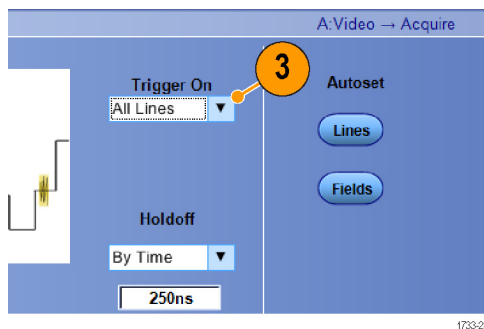 A:Video → Acquire
3
Trigger On
Autoset
All Lines
Lines
Fields
Holdoff
By Time
250ns
1733-2